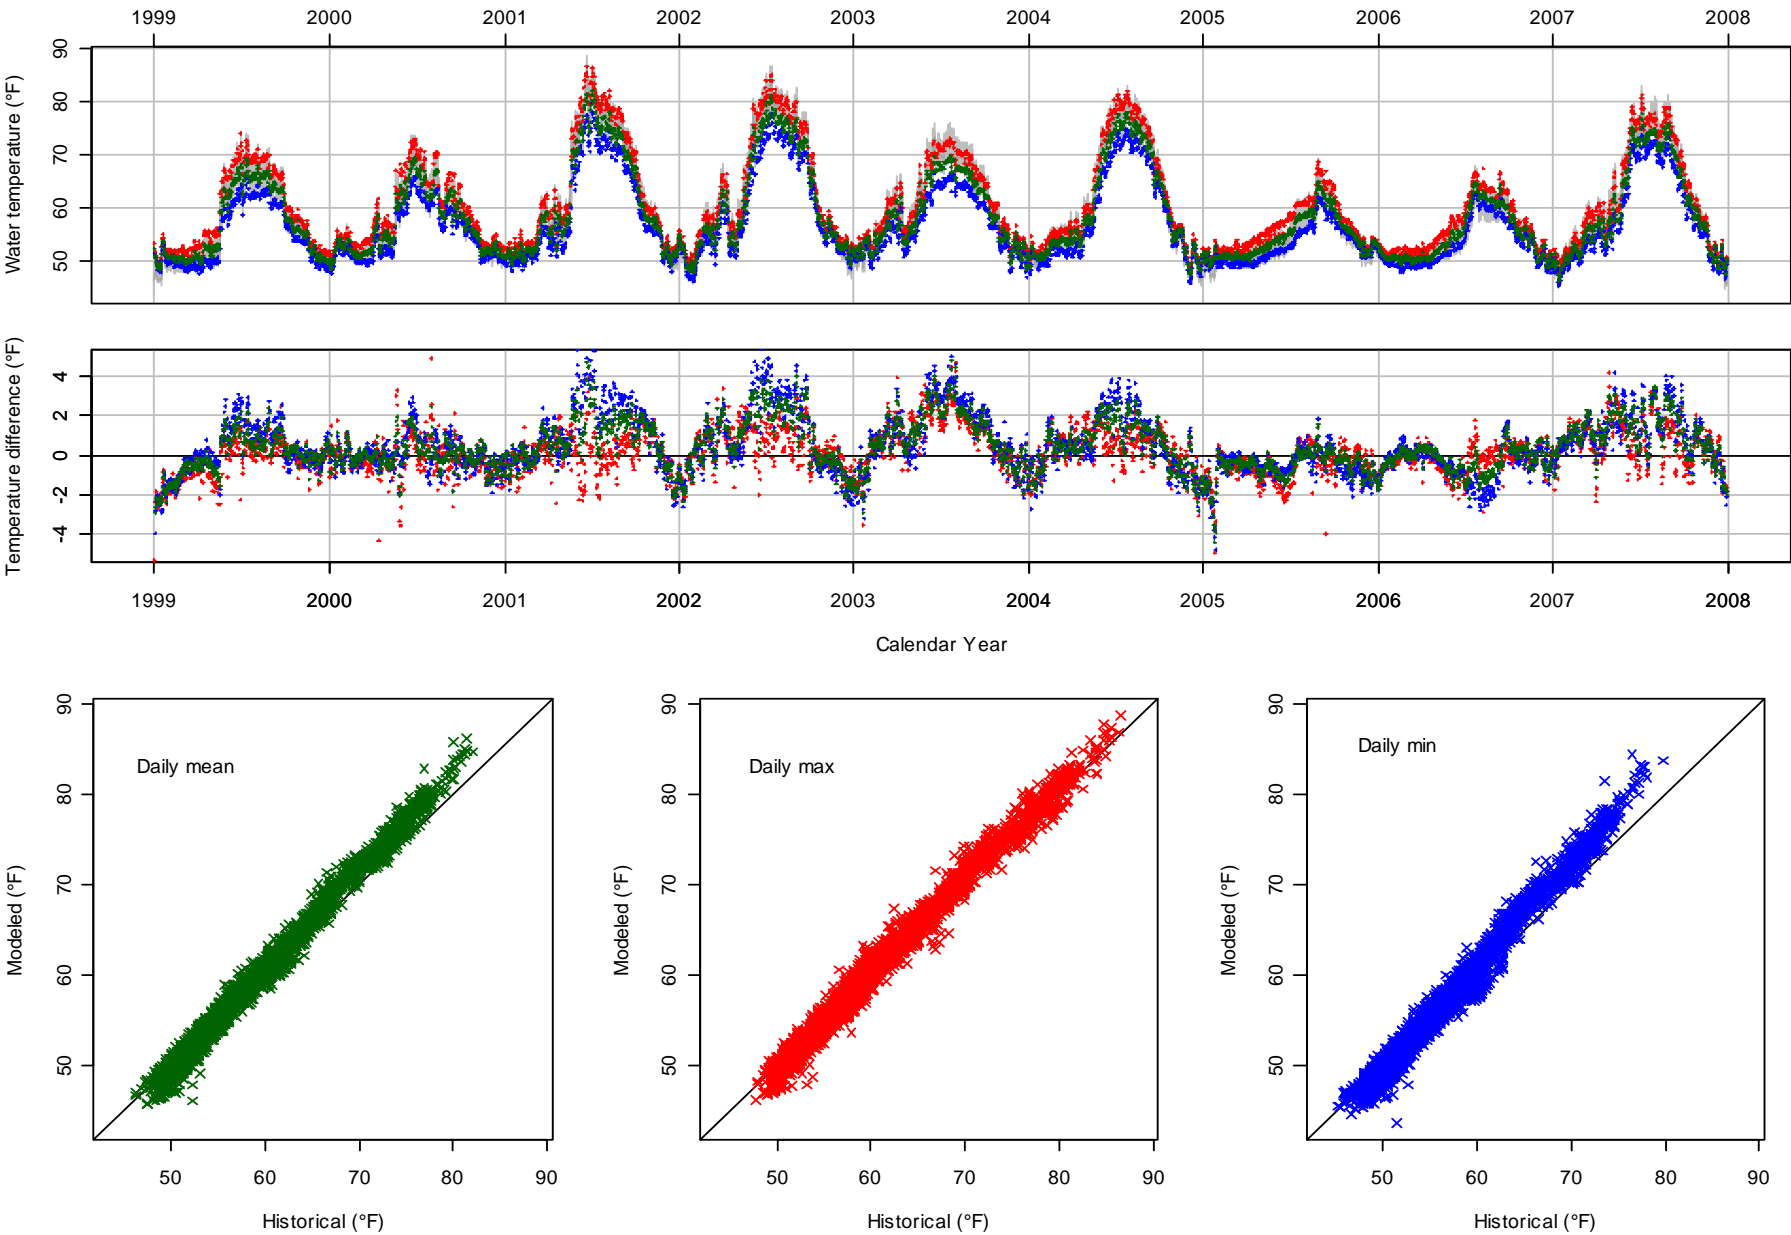 1999 2000 2001 2002 2003 2004 2005 2006 2007 2008
Water temperature (°F)
90
80
70
60
50
Temperature difference (°F)
4
2
0
-2
-4
1999 2000 2001 2002 2003 2004 2005 2006 2007 2008
Calendar Year
Daily mean
Modeled (°F)
90
80
70
60
50
50 60 70 80 90
Historical (°F)
Daily max
Modeled (°F)
90
80
70
60
50
50 60 70 80 90
Historical (°F)
Daily min
Modeled (°F)
90
80
70
60
50
50 60 70 80 90
Historical (°F)